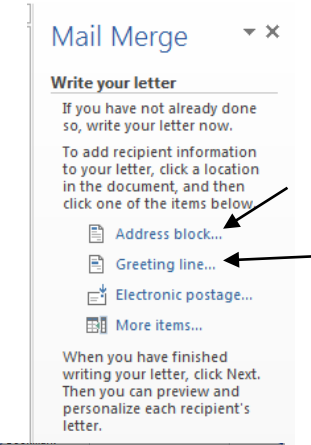 Mail Merge
Write your letter
If you have not already done
so, write your letter now.
To add recipient information
to your letter, click a location
in the document, and then
click one of the items below.
Address block...
Greeting line...
Electronic postage...
More items...
When you have finished
writing your letter, click Next.
Then you can preview and
personalize each recipient's
letter.